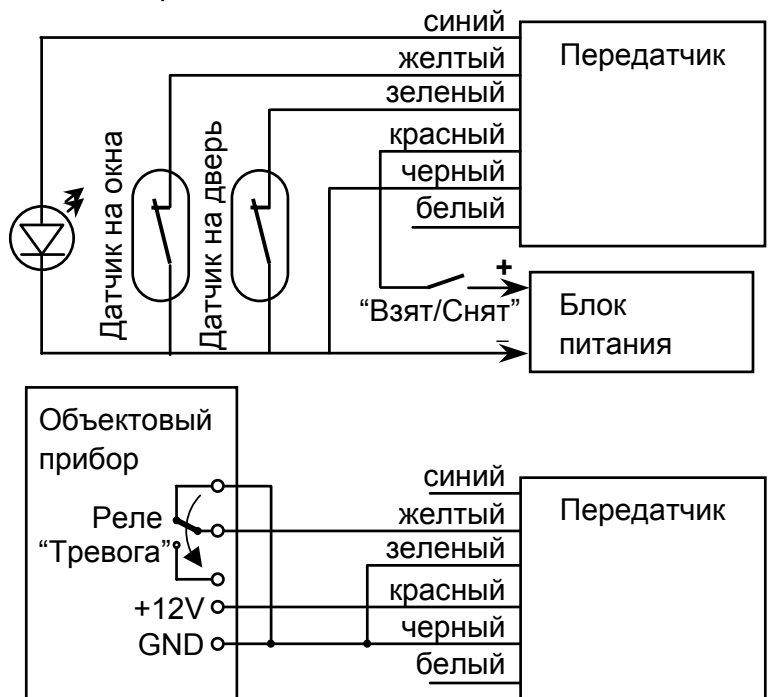 синий
желтый
зеленый
красный
черный
белый
Передатчик
Датчик на окна
Датчик на дверь
+
“Взят/Снят”
–
Блок
питания
Объектовый
прибор
Реле
“Тревога”
+12V
GND
синий
желтый
зеленый
красный
черный
белый
Передатчик